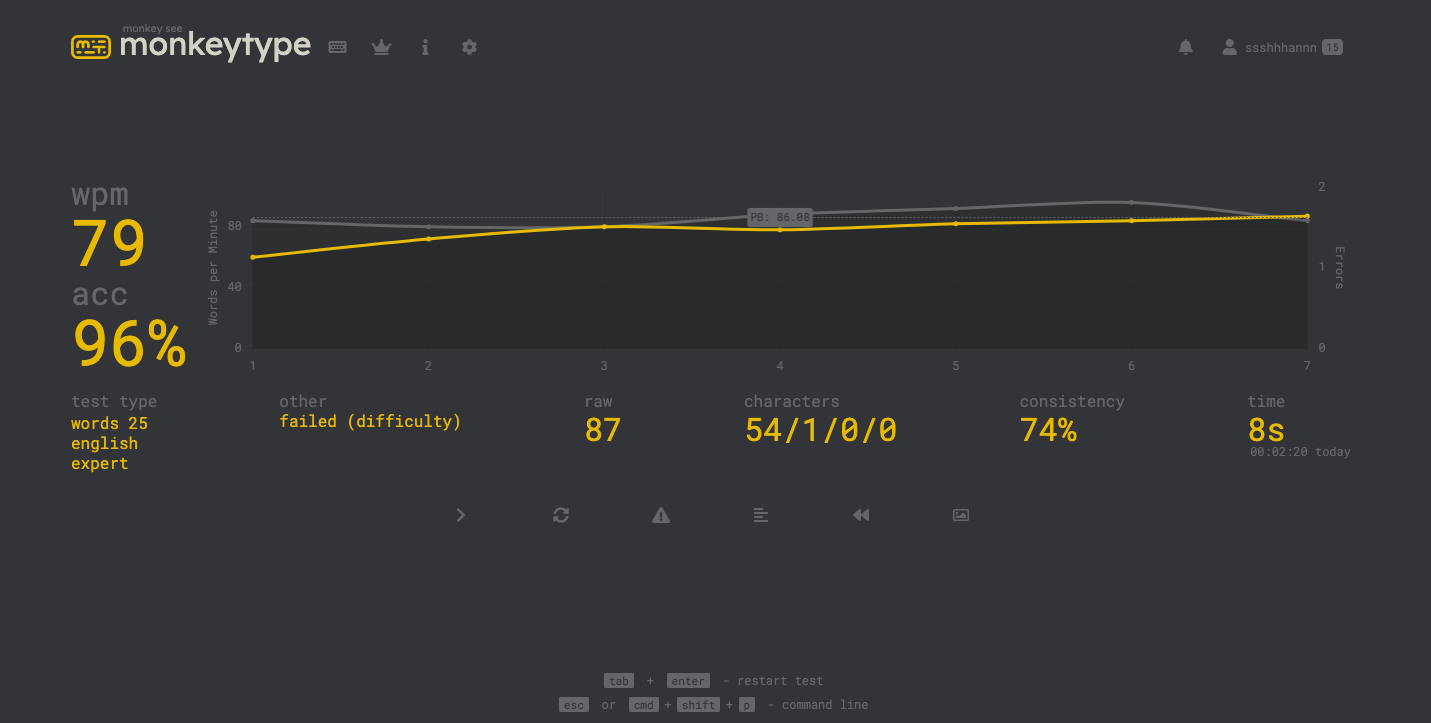 monkey see
monkeytype
ssshhhannn 15
wpm
79
acc
96%
Words per Minute
80
40
0
PB: 86.08
2
1
0
Errors
1 2 3 4 5 6 7
test type
words 25
english
expert
other
failed (difficulty)
raw
87
characters
54/1/0/0
consistency
74%
time
8s
00:02:20 today
tab + enter - restart test
esc or cmd + shift + p - command line